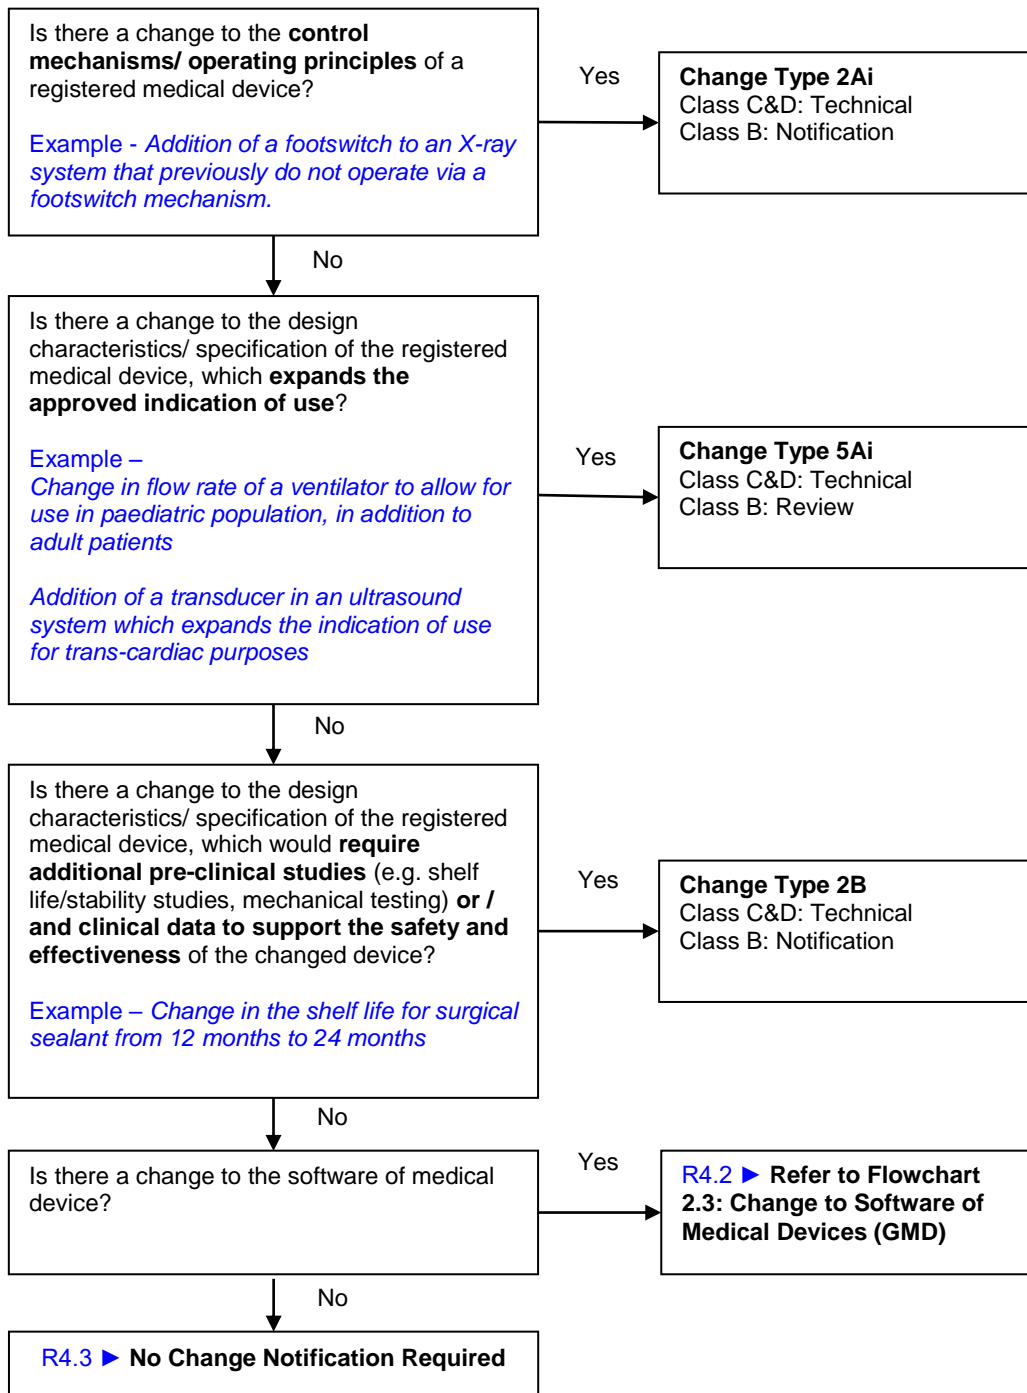 Is there a change to the control
mechanisms/ operating principles of a
registered medical device?
Example - Addition of a footswitch to an X-ray
system that previously do not operate via a
footswitch mechanism.
Yes
Change Type 2Ai
Class C&D: Technical
Class B: Notification
No
Is there a change to the design
characteristics/ specification of the registered
medical device, which expands the
approved indication of use?
Example –
Change in flow rate of a ventilator to allow for
use in paediatric population, in addition to
adult patients
Addition of a transducer in an ultrasound
system which expands the indication of use
for trans-cardiac purposes
Yes
Change Type 5Ai
Class C&D: Technical
Class B: Review
No
Is there a change to the design
characteristics/ specification of the registered
medical device, which would require
additional pre-clinical studies (e.g. shelf
life/stability studies, mechanical testing) or /
and clinical data to support the safety and
effectiveness of the changed device?
Example – Change in the shelf life for surgical
sealant from 12 months to 24 months
Yes
Change Type 2B
Class C&D: Technical
Class B: Notification
No
Is there a change to the software of medical
device?
Yes
R4.2 ► Refer to Flowchart
2.3: Change to Software of
Medical Devices (GMD)
No
R4.3 ► No Change Notification Required